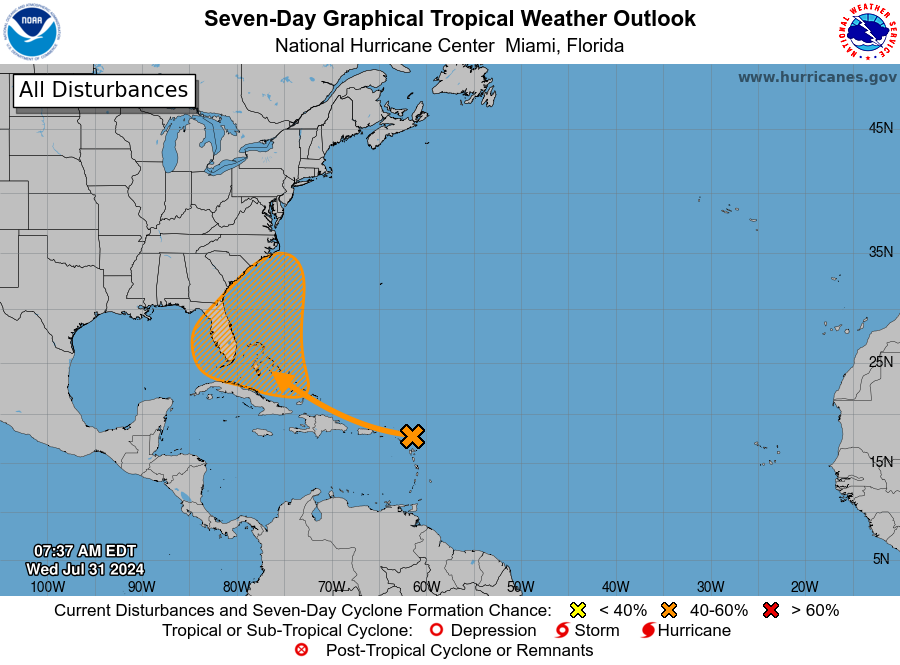 Seven-Day Graphical Tropical Weather Outlook
National Hurricane Center Miami, Florida
NOAA
NATIONAL WEATHER SERVICE
All Disturbances
www.hurricanes.gov
45N
35N
25N
15N
5N
07:37 AM EDT
Wed Jul 31 2024
100W 90W 80W 70W 60W 50W 40W 30W 20W
Current Disturbances and Seven-Day Cyclone Formation Chance: < 40% 40-60% > 60%
Tropical or Sub-Tropical Cyclone: Depression Storm Hurricane
Post-Tropical Cyclone or Remnants